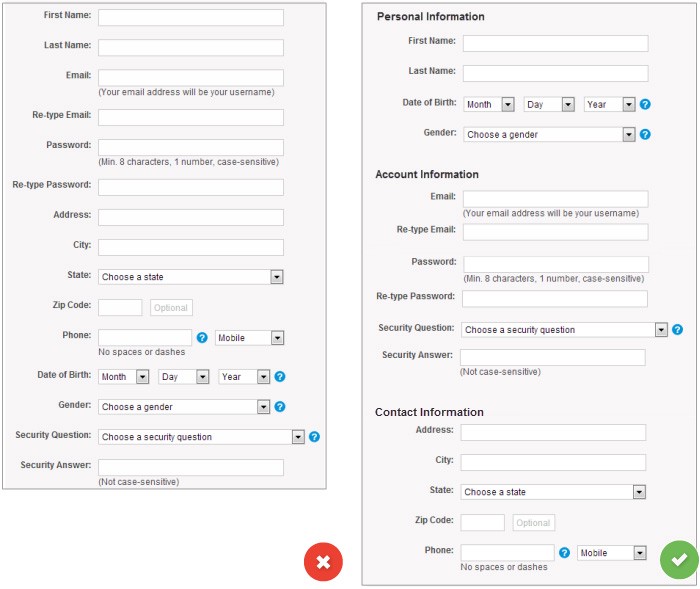 First Name:
Last Name:
Email:
(Your email address will be your username)
Re-type Email:
Password:
(Min. 8 characters, 1 number, case-sensitive)
Re-type Password:
Address:
City:
State: Choose a state
Zip Code: Optional
Phone: ? Mobile
No spaces or dashes
Date of Birth: Month Day Year ?
Gender: Choose a gender ?
Security Question: Choose a security question ?
Security Answer:
(Not case-sensitive)
Personal Information
First Name:
Last Name:
Date of Birth: Month Day Year ?
Gender: Choose a gender ?
Account Information
Email:
(Your email address will be your username)
Re-type Email:
Password:
(Min. 8 characters, 1 number, case-sensitive)
Re-type Password:
Security Question: Choose a security question ?
Security Answer:
(Not case-sensitive)
Contact Information
Address:
City:
State: Choose a state
Zip Code: Optional
Phone: ? Mobile
No spaces or dashes